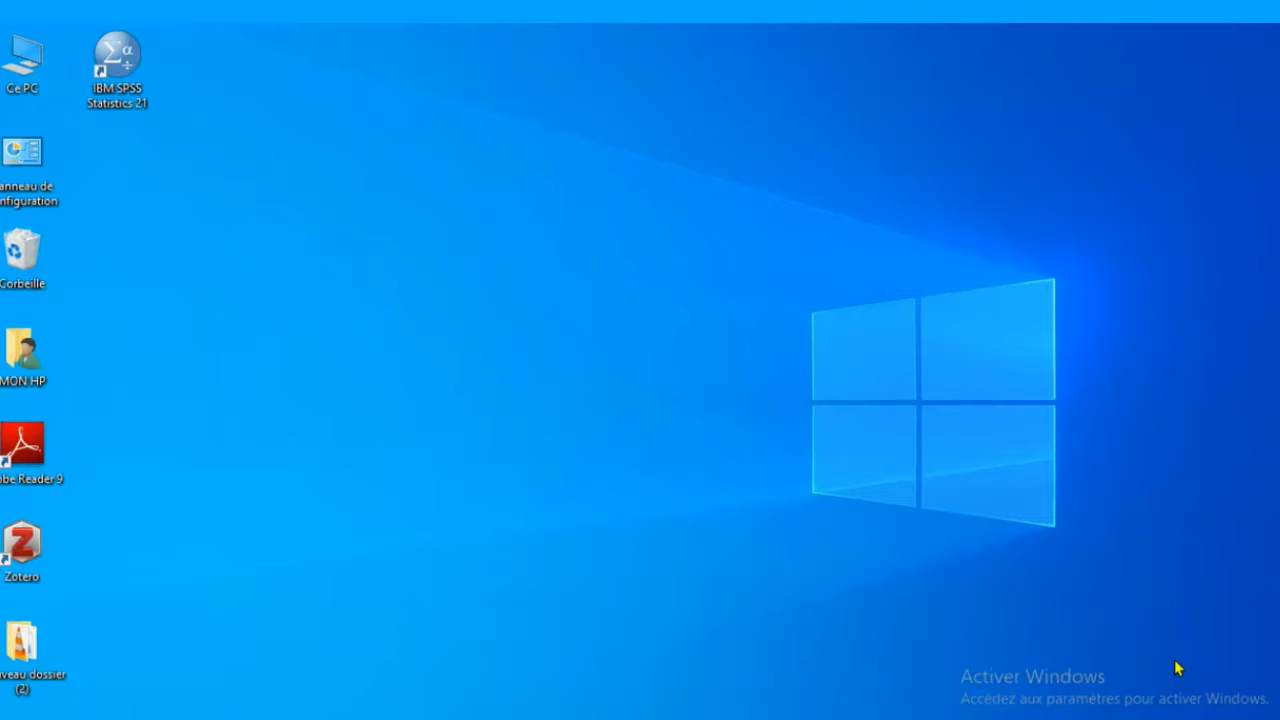 Ce PC
IBM SPSS
Statistics 21
anneau de
nfiguration
Corbeille
MON HP
obe Reader 9
Zotero
veau dossier
(2)
Activer Windows
Accédez aux paramètres pour activer Windows.